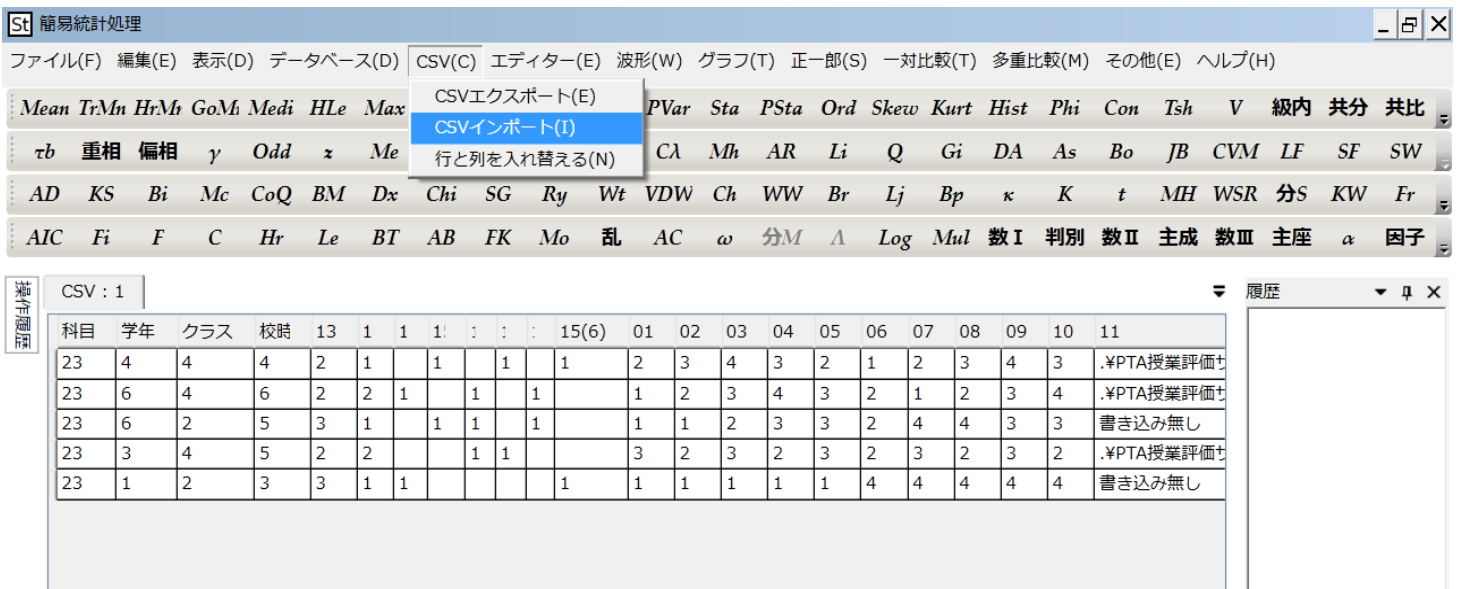 St 簡易統計処理
ファイル(F) 編集(E) 表示(D) データベース(D) CSV(C) エディター(E) 波形(W) グラフ(T) 正一郎(S) 一対比較(T) 多重比較(M) その他(E) ヘルプ(H)
CSVエクスポート(E)
CSVインポート(I)
行と列を入れ替える(N)
Mean TrMn HrMn GoMn Medi HLe Max PVar Sta PSta Ord Skew Kurt Hist Phi Con Tsh V 級内 共分 共比
τb 重相 偏相 γ Odd z Me Cλ Mh AR Li Q Gi DA As Bo JB CVM LF SF SW
AD KS Bi Mc CoQ BM Dx Chi SG Ry Wt VDW Ch WW Br Lj Bp κ K t MH WSR 分S KW Fr
AIC Fi F C Hr Le BT AB FK Mo 乱 AC ω 分M Λ Log Mul 数I 判別 数II 主成 数III 主座 α 因子
操作履歴
CSV : 1
履歴
科目 学年 クラス 校時 13 1 1 15(6) 01 02 03 04 05 06 07 08 09 10 11
23 4 4 4 2 1 1 1 1 2 3 4 3 2 1 2 3 4 3 .¥PTA授業評価サ
23 6 4 6 2 2 1 1 1 1 2 3 4 3 2 1 2 3 4 .¥PTA授業評価サ
23 6 2 5 3 1 1 1 1 1 1 2 3 3 2 4 4 3 3 書き込み無し
23 3 4 5 2 2 1 1 3 2 3 2 3 2 3 2 3 2 .¥PTA授業評価サ
23 1 2 3 3 1 1 1 1 1 1 1 1 4 4 4 4 4 書き込み無し